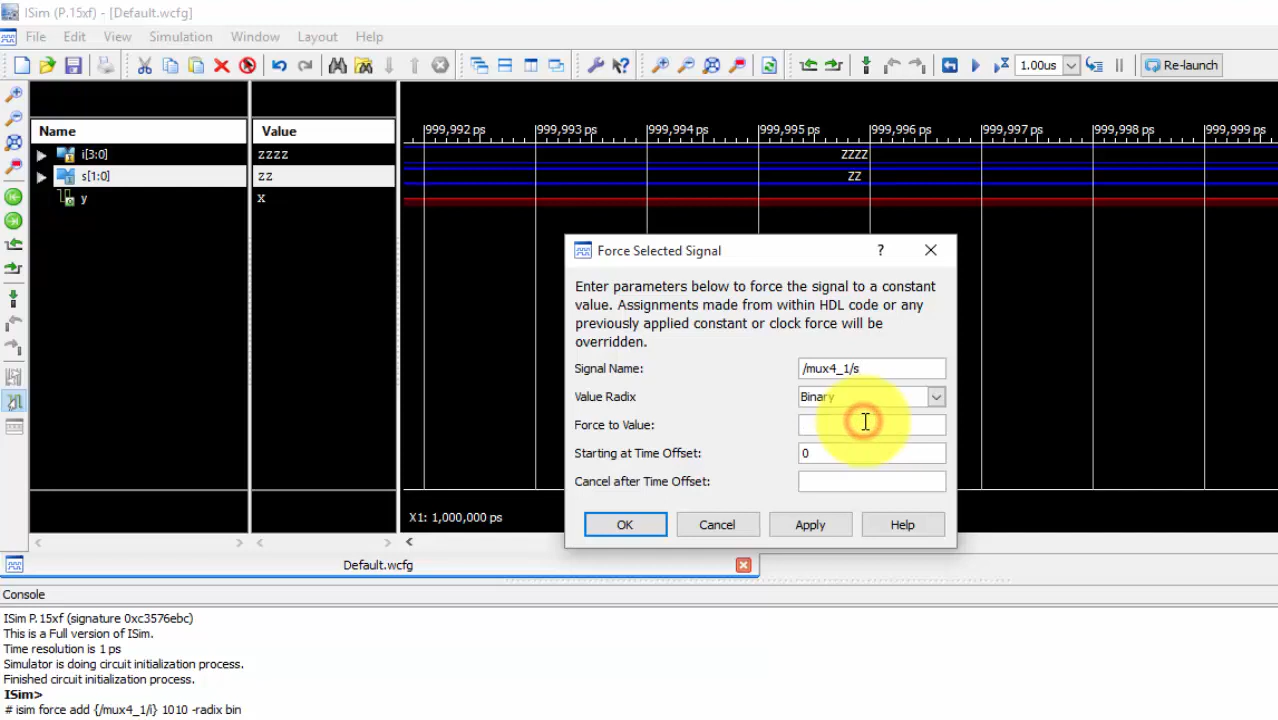 ISim (P.15xf) - [Default.wcfg]
File Edit View Simulation Window Layout Help
1.00us Re-launch
Name Value
999,992 ps 999,993 ps 999,994 ps 999,995 ps 999,996 ps 999,997 ps 999,998 ps 999,999 ps
i[3:0] zzzz ZZZZ
s[1:0] zz ZZ
y x
Force Selected Signal ?
Enter parameters below to force the signal to a constant
value. Assignments made from within HDL code or any
previously applied constant or clock force will be
overridden.
Signal Name: /mux4_1/s
Value Radix Binary
Force to Value:
Starting at Time Offset: 0
Cancel after Time Offset:
OK Cancel Apply Help
X1: 1,000,000 ps
Default.wcfg
Console
ISim P.15xf (signature 0xc3576ebc)
This is a Full version of ISim.
Time resolution is 1 ps
Simulator is doing circuit initialization process.
Finished circuit initialization process.
ISim>
# isim force add {/mux4_1/i} 1010 -radix bin